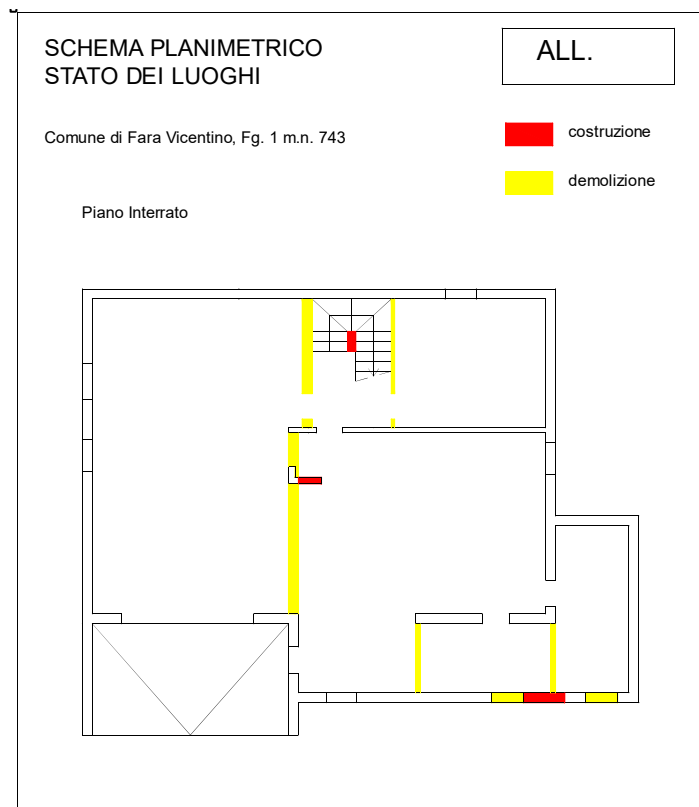 SCHEMA PLANIMETRICO
STATO DEI LUOGHI
ALL.
Comune di Fara Vicentino, Fg. 1 m.n. 743
costruzione
demolizione
Piano Interrato